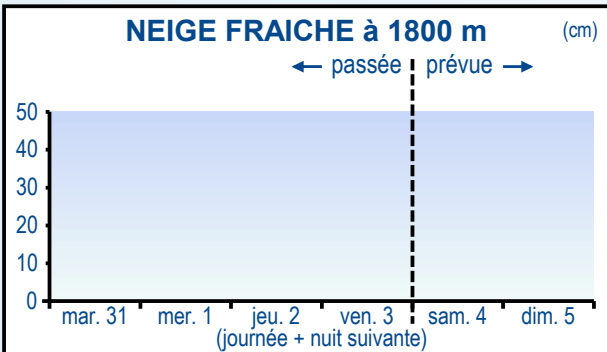 NEIGE FRAICHE à 1800 m (cm)
passée prévue
50
40
30
20
10
0
mar. 31 mer. 1 jeu. 2 ven. 3 sam. 4 dim. 5
(journée + nuit suivante)